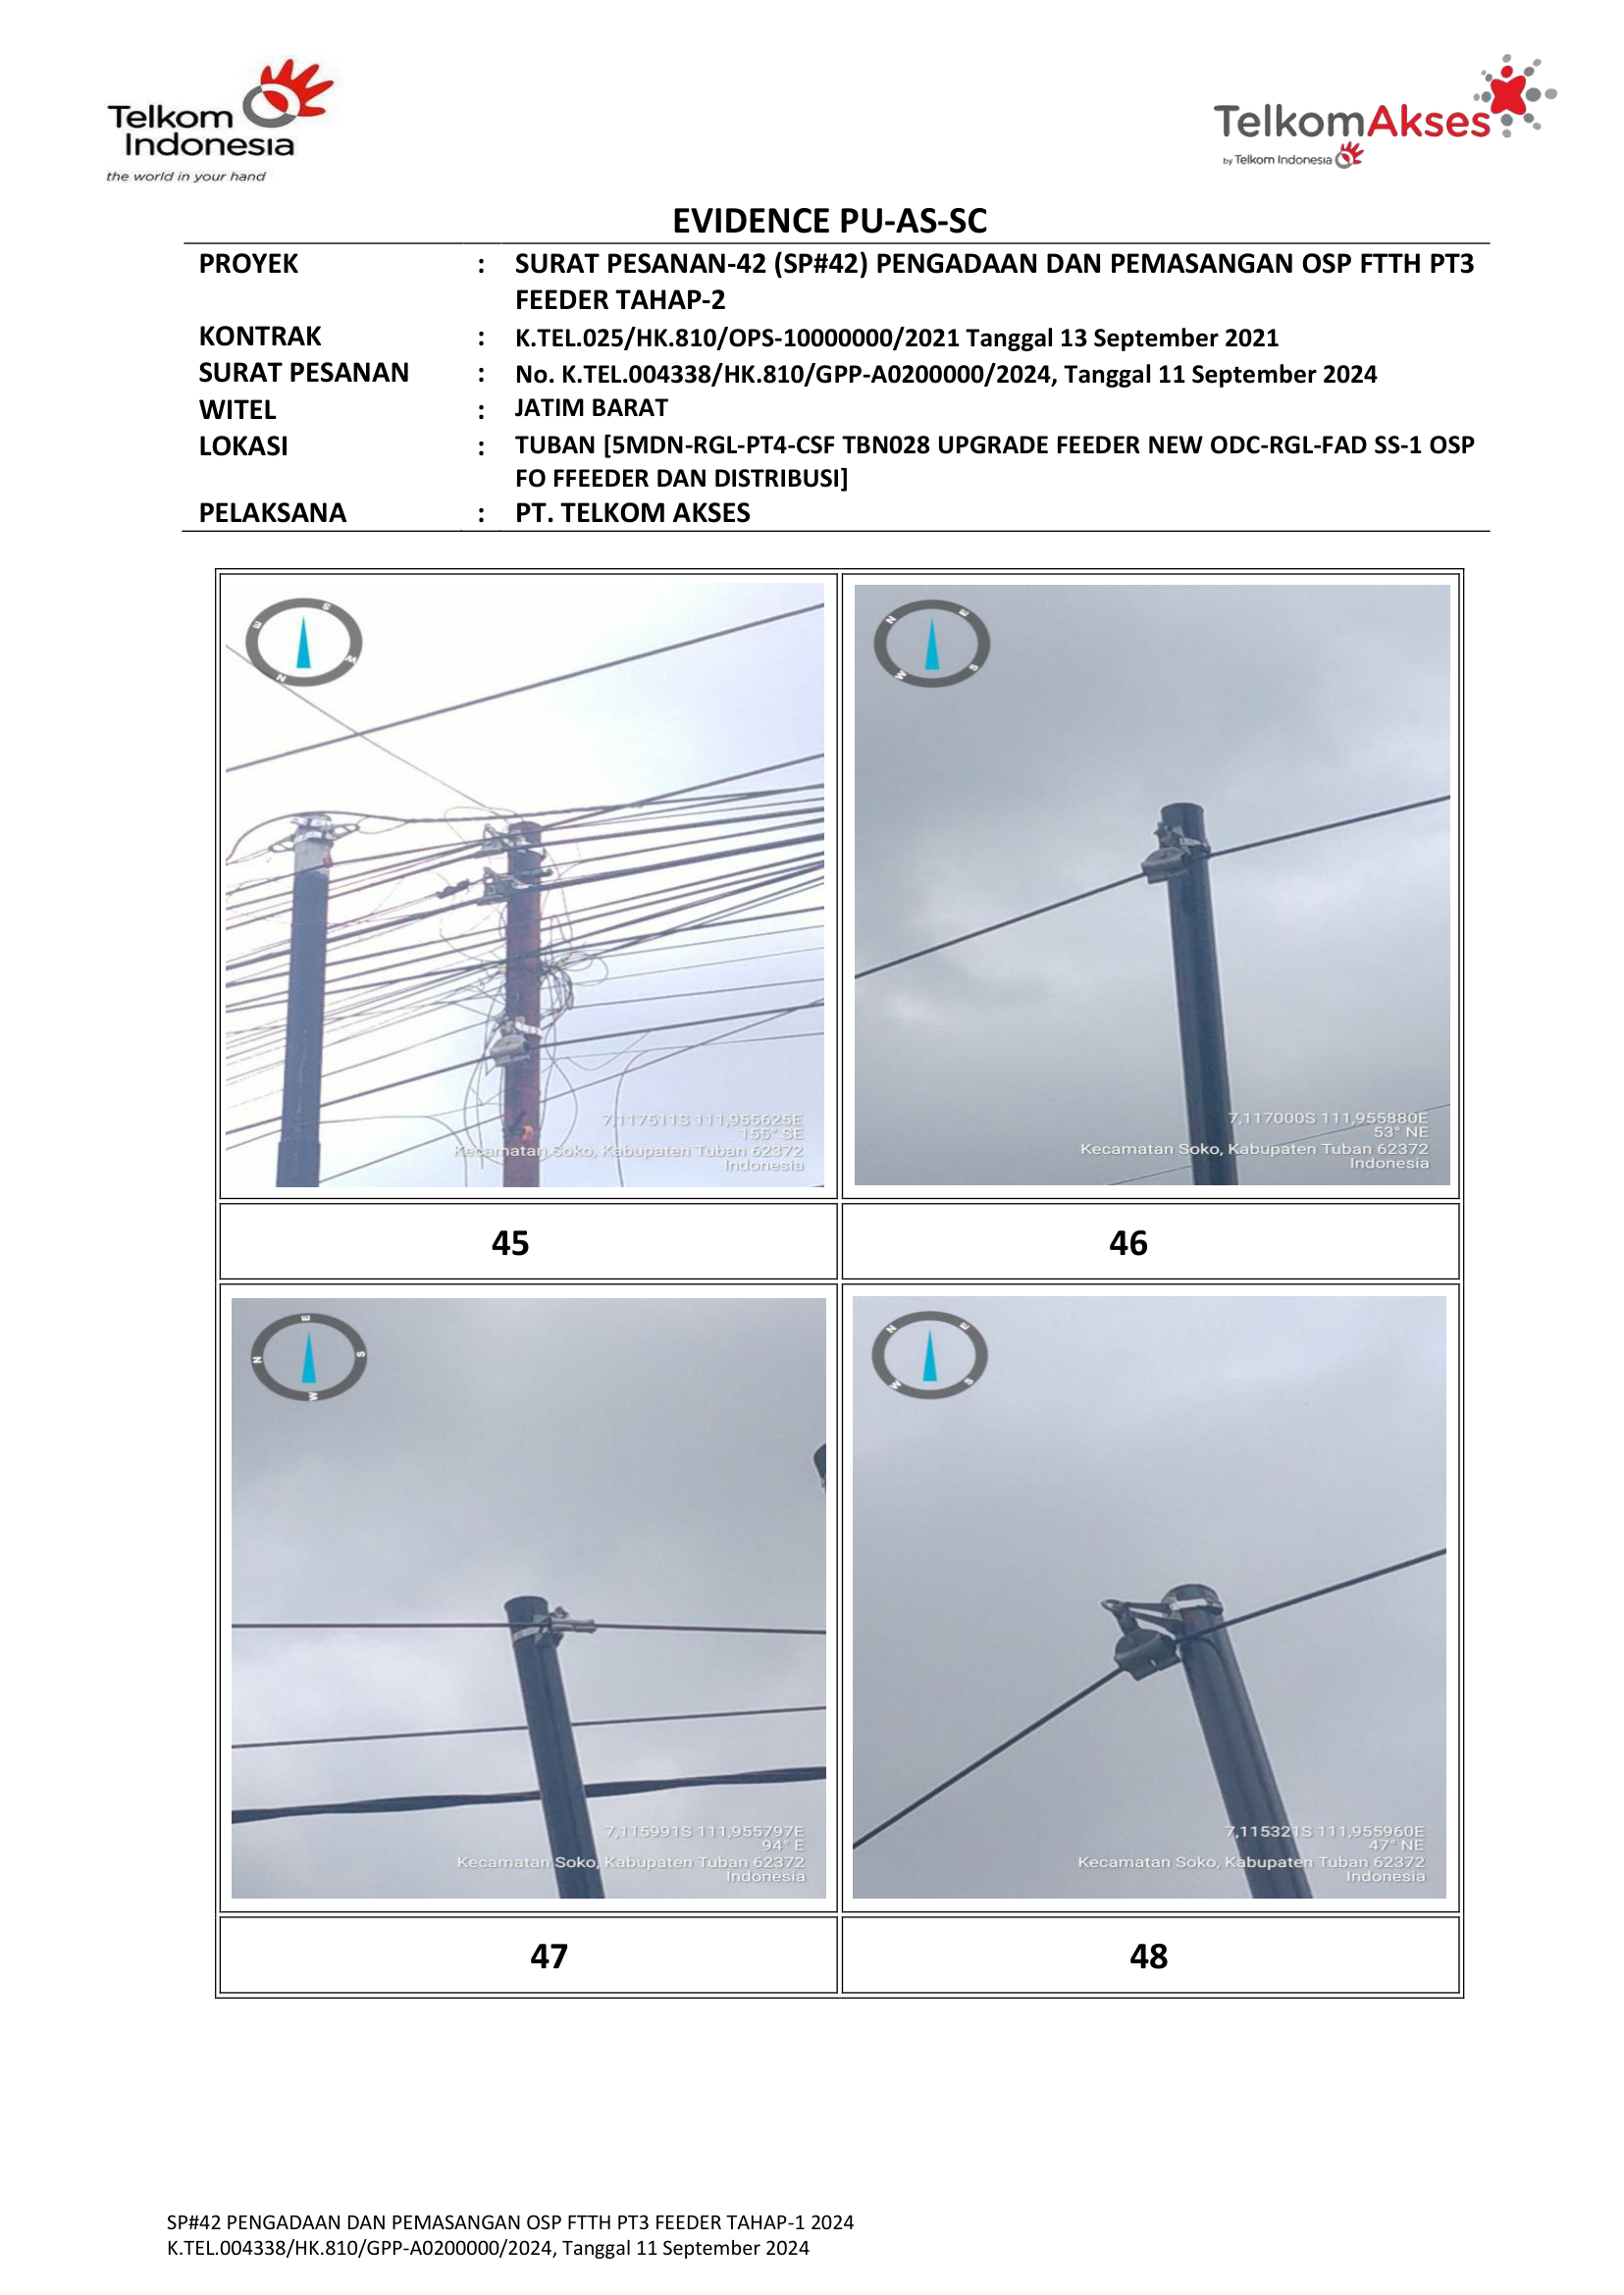 Telkom
Indonesia
the world in your hand
TelkomAkses
by Telkom Indonesia
EVIDENCE PU-AS-SC
PROYEK : SURAT PESANAN-42 (SP#42) PENGADAAN DAN PEMASANGAN OSP FTTH PT3
FEEDER TAHAP-2
KONTRAK : K.TEL.025/HK.810/OPS-10000000/2021 Tanggal 13 September 2021
SURAT PESANAN : No. K.TEL.004338/HK.810/GPP-A0200000/2024, Tanggal 11 September 2024
WITEL : JATIM BARAT
LOKASI : TUBAN [5MDN-RGL-PT4-CSF TBN028 UPGRADE FEEDER NEW ODC-RGL-FAD SS-1 OSP
FO FFEEDER DAN DISTRIBUSI]
PELAKSANA : PT. TELKOM AKSES
S
E
W
N
7,117511S 111,955625E
155° SE
Kecamatan Soko, Kabupaten Tuban 62372
Indonesia
N
E
W
S
7,117000S 111,955880E
53° NE
Kecamatan Soko, Kabupaten Tuban 62372
Indonesia
45
46
E
N
S
W
7,115991S 111,955797E
94° E
Kecamatan Soko, Kabupaten Tuban 62372
Indonesia
N
E
W
S
7,115321S 111,955960E
47° NE
Kecamatan Soko, Kabupaten Tuban 62372
Indonesia
47
48
SP#42 PENGADAAN DAN PEMASANGAN OSP FTTH PT3 FEEDER TAHAP-1 2024
K.TEL.004338/HK.810/GPP-A0200000/2024, Tanggal 11 September 2024